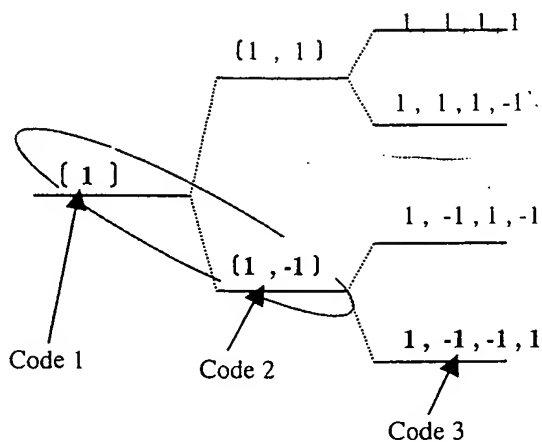 1 , 1 , 1 , 1
(1 , 1)
1 , 1 , 1 , -1
(1)
1 , -1 , 1 , -1
(1 , -1)
1 , -1 , -1 , 1
Code 1
Code 2
Code 3